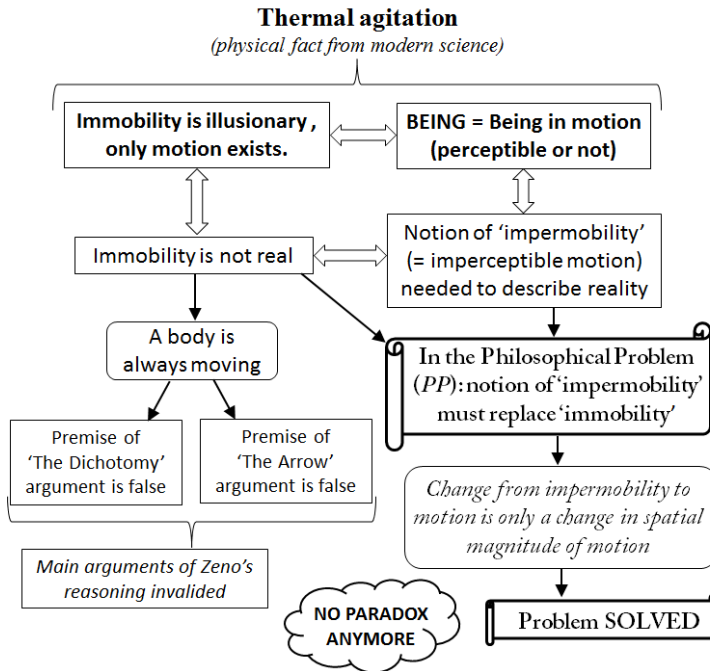 Thermal agitation
(physical fact from modern science)
Immobility is illusionary ,
only motion exists.
BEING = Being in motion
(perceptible or not)
Immobility is not real
Notion of ‘impermobility’
(= imperceptible motion)
needed to describe reality
A body is
always moving
In the Philosophical Problem
(PP): notion of ‘impermobility’
must replace ‘immobility’
Premise of
‘The Dichotomy’
argument is false
Premise of
‘The Arrow’
argument is false
Change from impermobility to
motion is only a change in spatial
magnitude of motion
Main arguments of Zeno’s
reasoning invalided
NO PARADOX
ANYMORE
Problem SOLVED